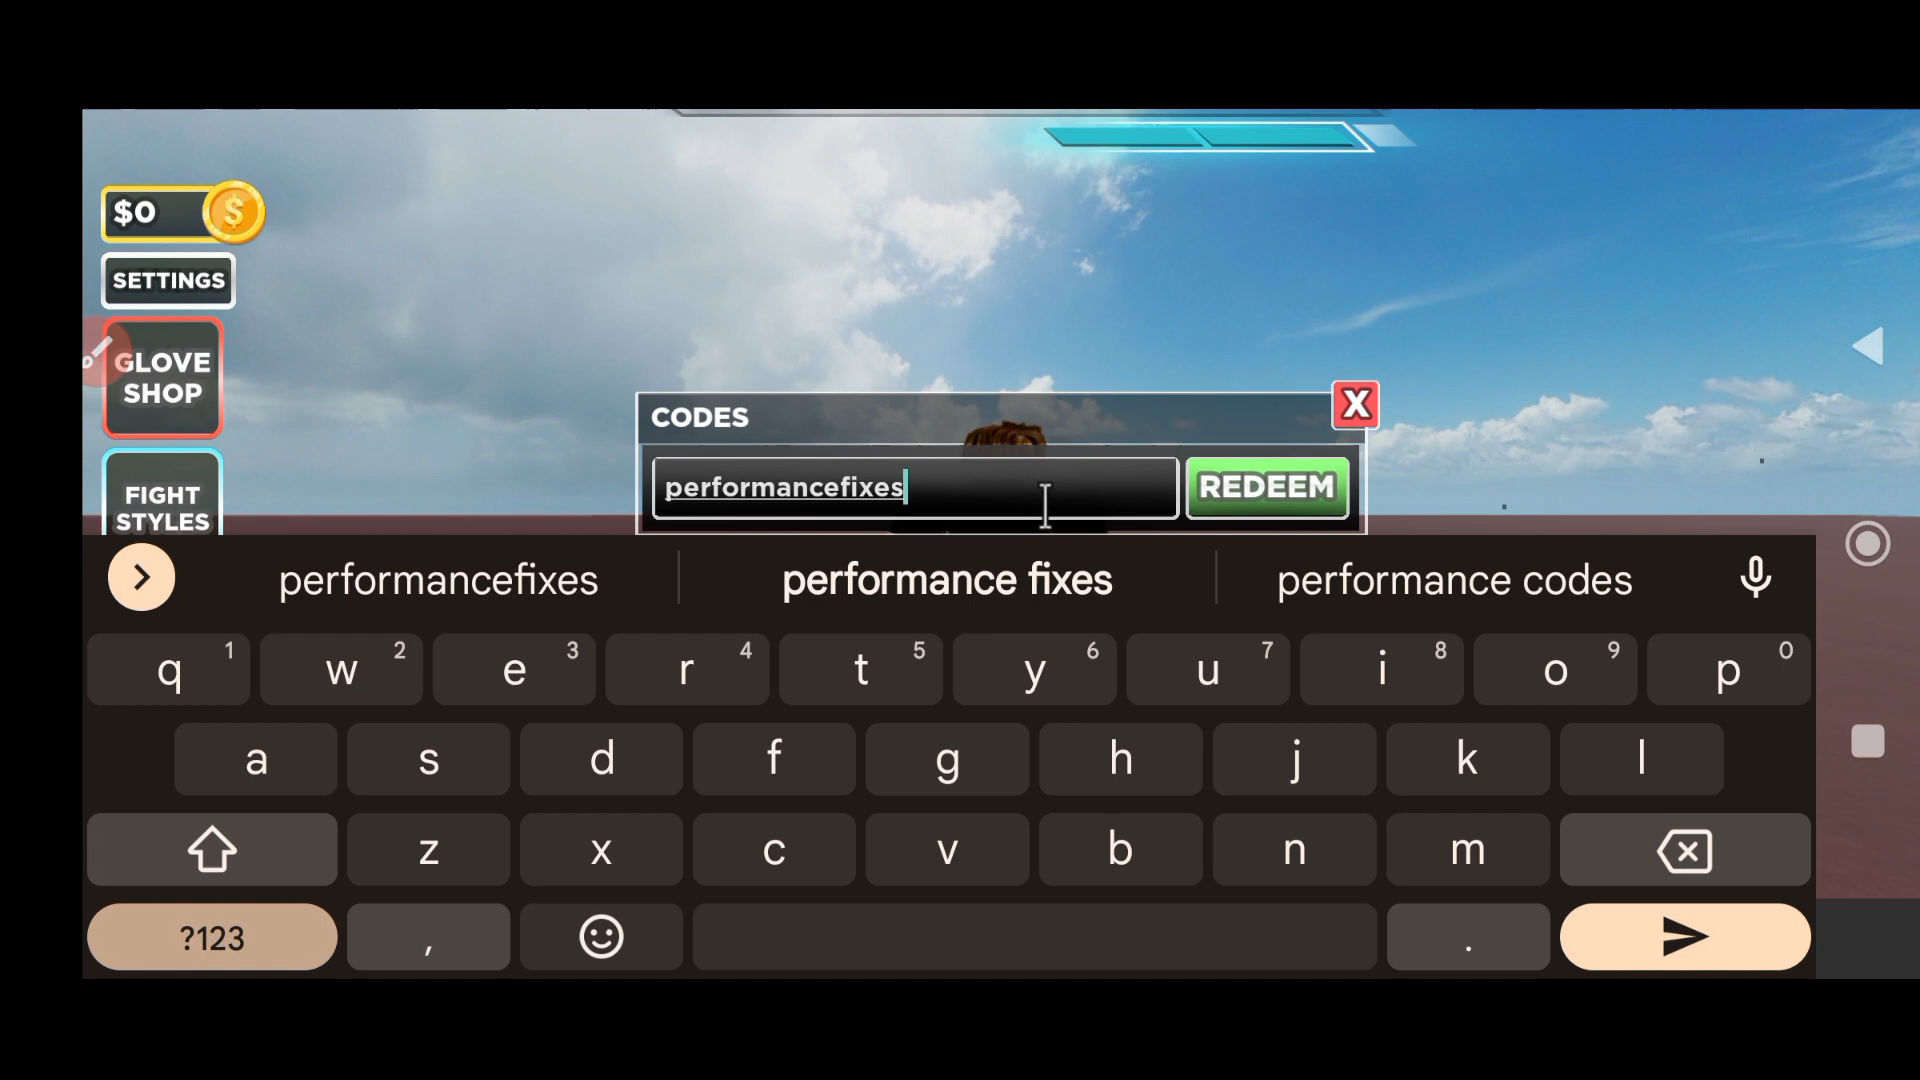 $0
$
SETTINGS
GLOVE
SHOP
FIGHT
STYLES
CODES
X
performancefixes
REDEEM
performancefixes
performance fixes
performance codes
q 1
w 2
e 3
r 4
t 5
y 6
u 7
i 8
o 9
p 0
a
s
d
f
g
h
j
k
l
z
x
c
v
b
n
m
?123
,
.